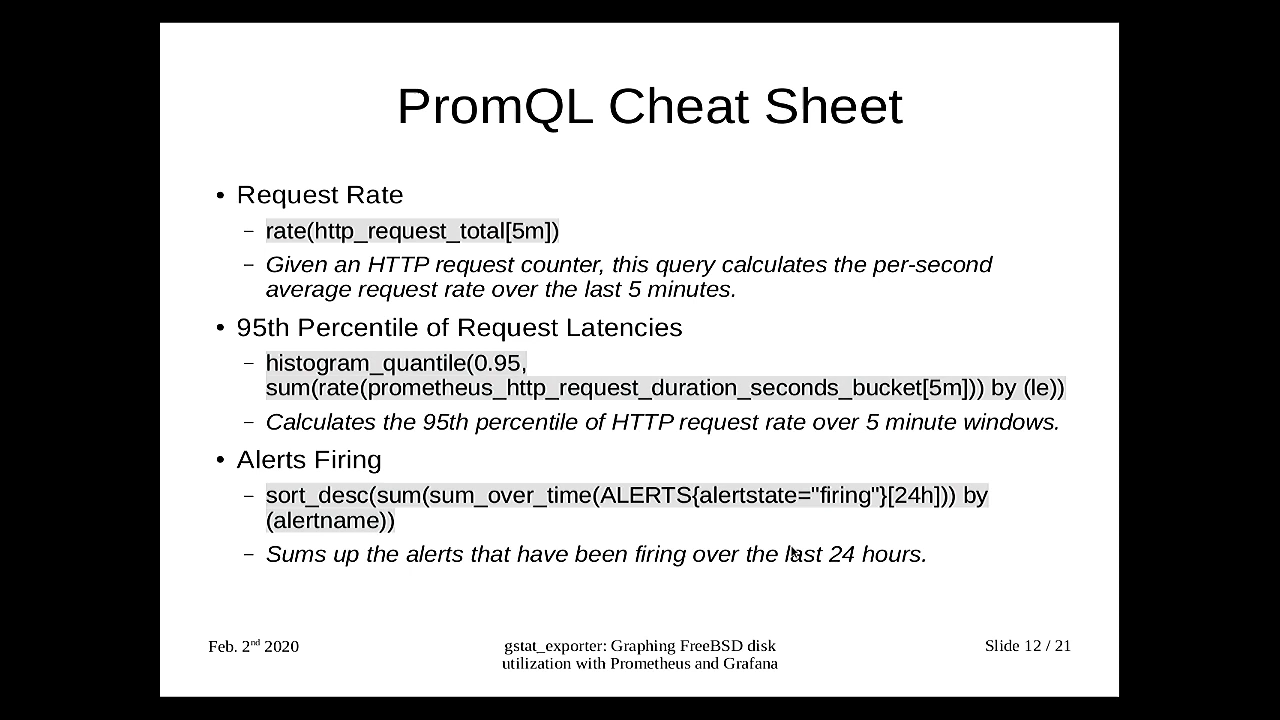 PromQL Cheat Sheet
• Request Rate
– rate(http_request_total[5m])
– Given an HTTP request counter, this query calculates the per-second
average request rate over the last 5 minutes.
• 95th Percentile of Request Latencies
– histogram_quantile(0.95,
sum(rate(prometheus_http_request_duration_seconds_bucket[5m])) by (le))
– Calculates the 95th percentile of HTTP request rate over 5 minute windows.
• Alerts Firing
– sort_desc(sum(sum_over_time(ALERTS{alertstate="firing"}[24h])) by
(alertname))
– Sums up the alerts that have been firing over the last 24 hours.
Feb. 2nd 2020
gstat_exporter: Graphing FreeBSD disk
utilization with Prometheus and Grafana
Slide 12 / 21